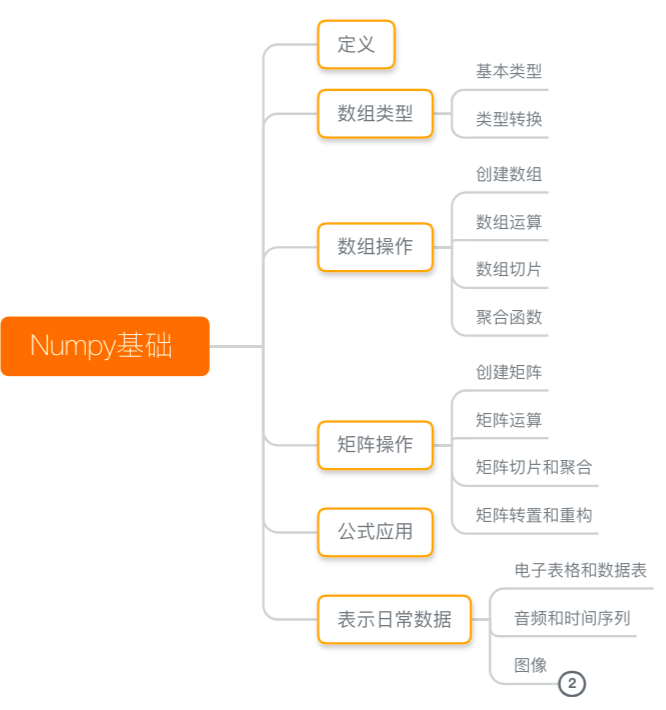 定义
数组类型
基本类型
类型转换
数组操作
创建数组
数组运算
数组切片
聚合函数
Numpy基础
矩阵操作
创建矩阵
矩阵运算
矩阵切片和聚合
矩阵转置和重构
公式应用
表示日常数据
电子表格和数据表
音频和时间序列
图像
2